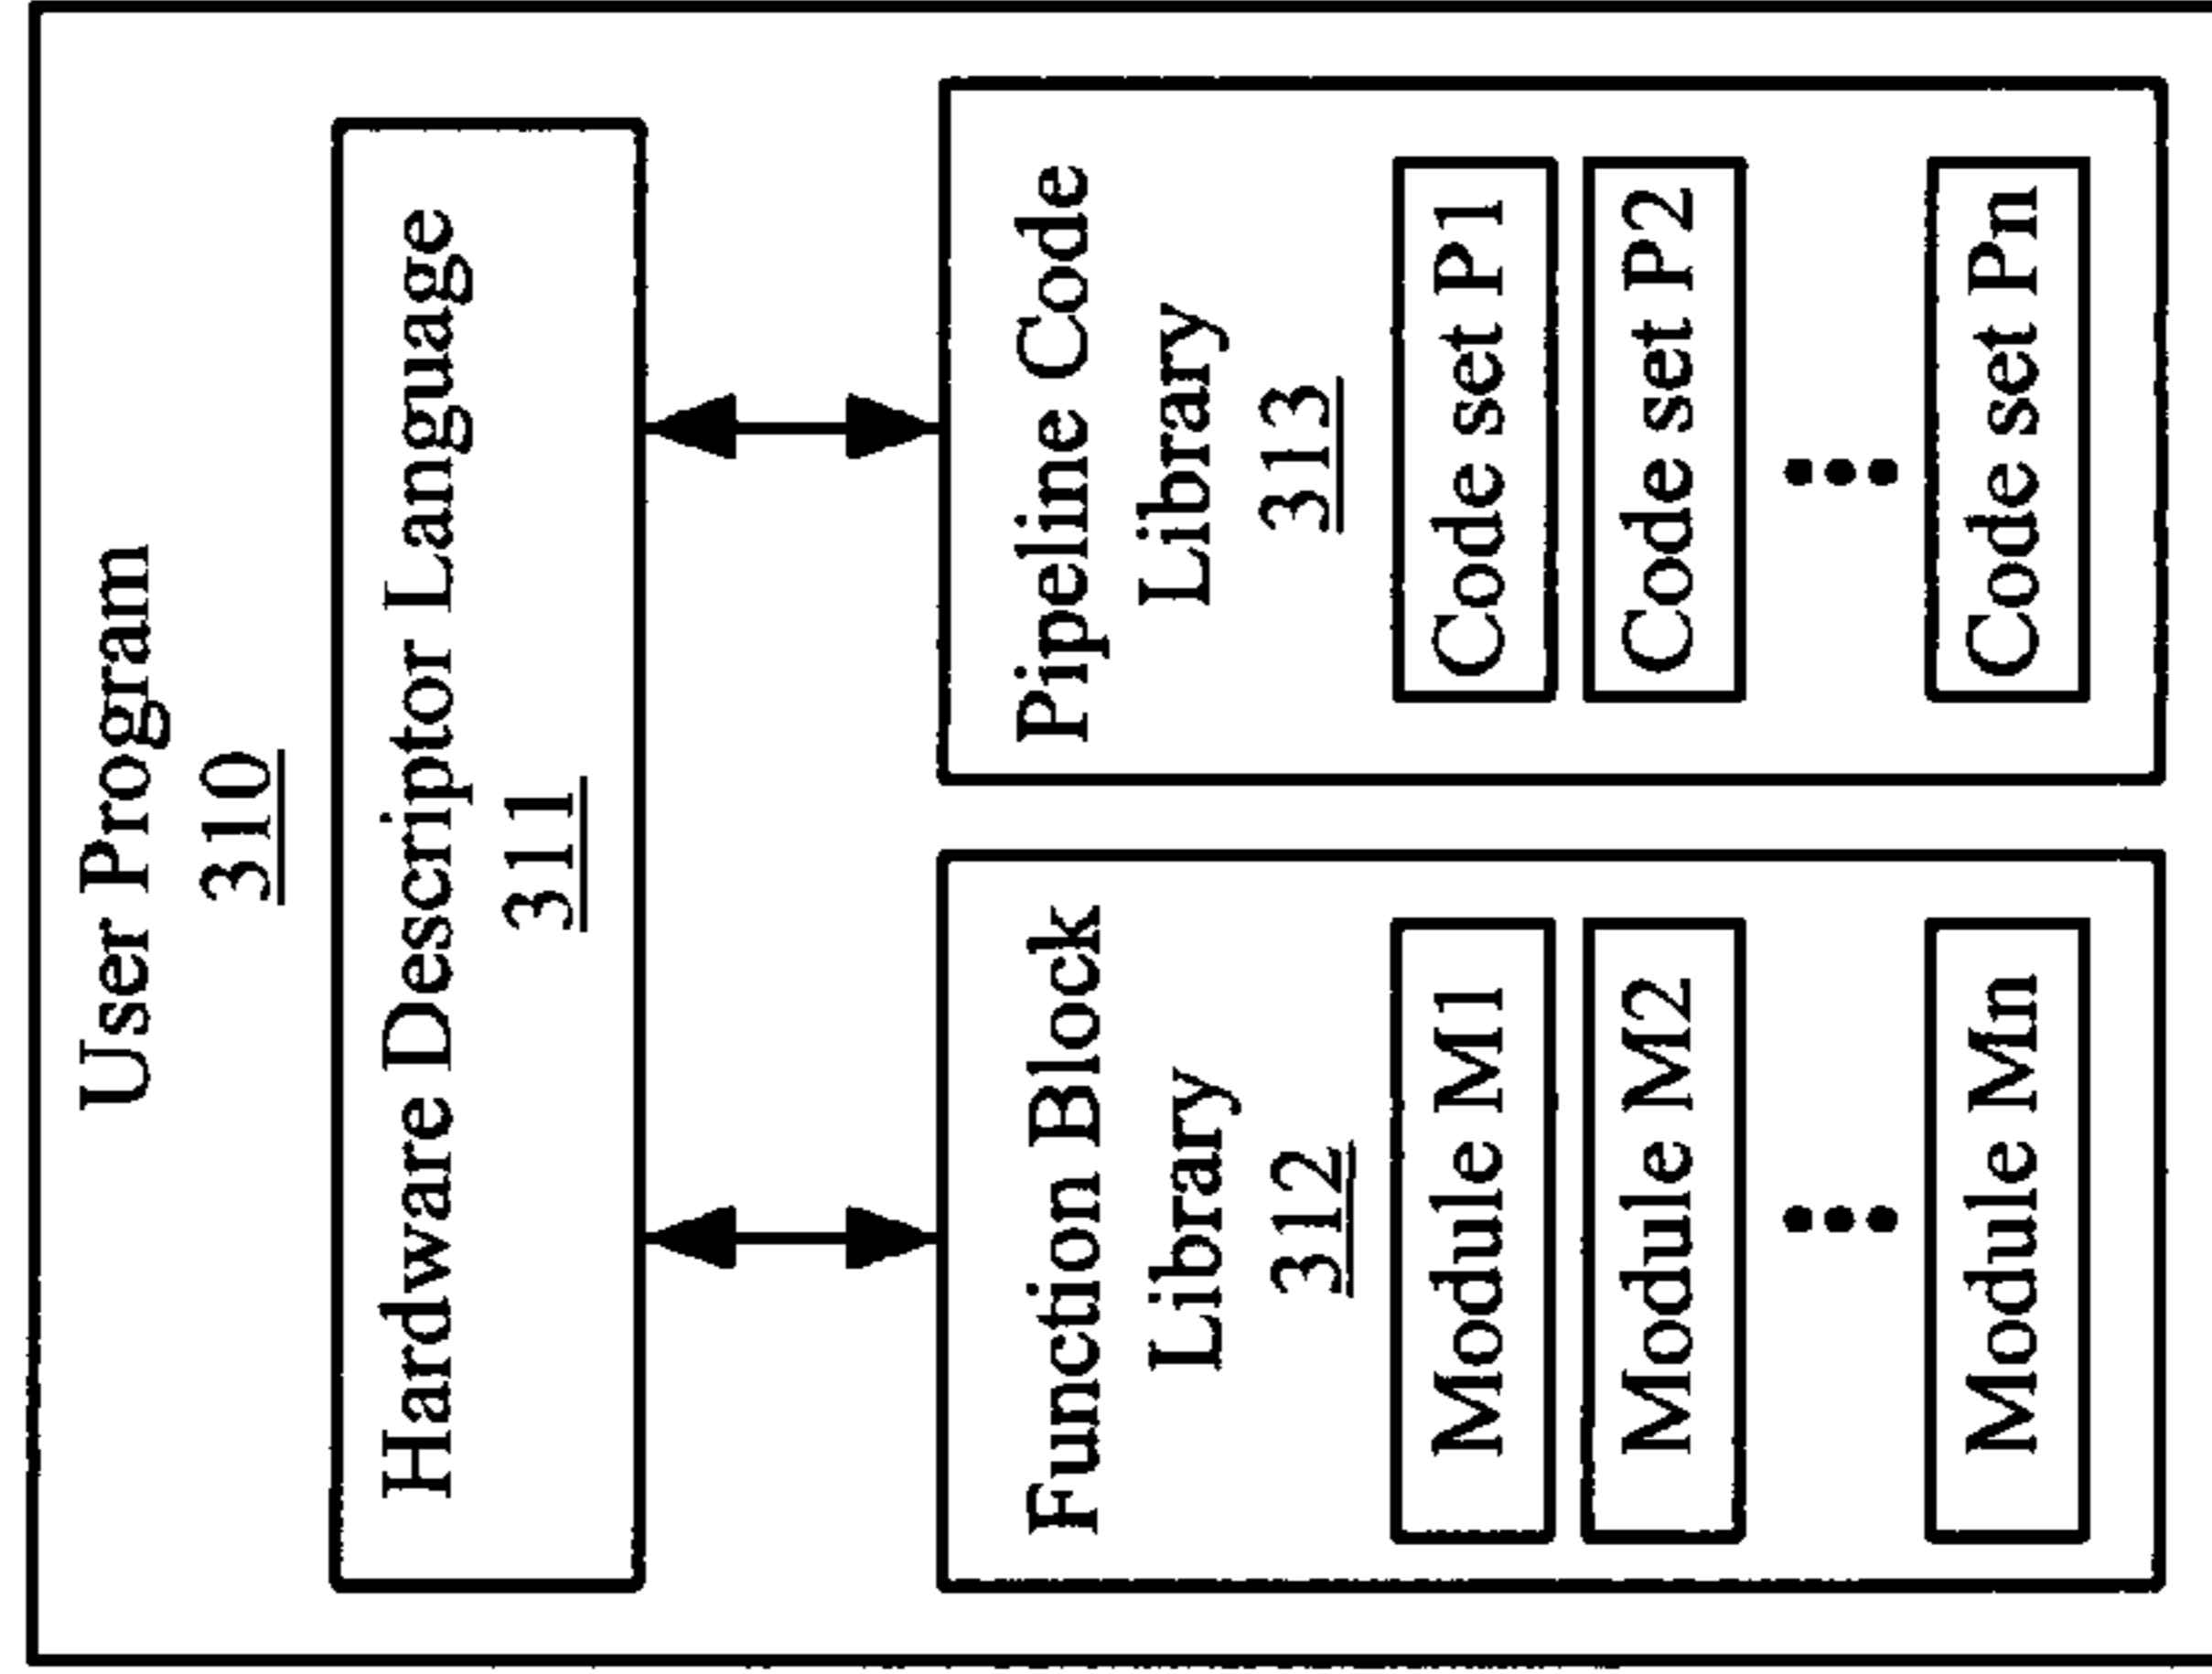 User Program
310
Hardware Descriptor Language
311
Function Block
Library
312
Module M1
Module M2
Module Mn
Pipeline Code
Library
313
Code set P1
Code set P2
Code set Pn